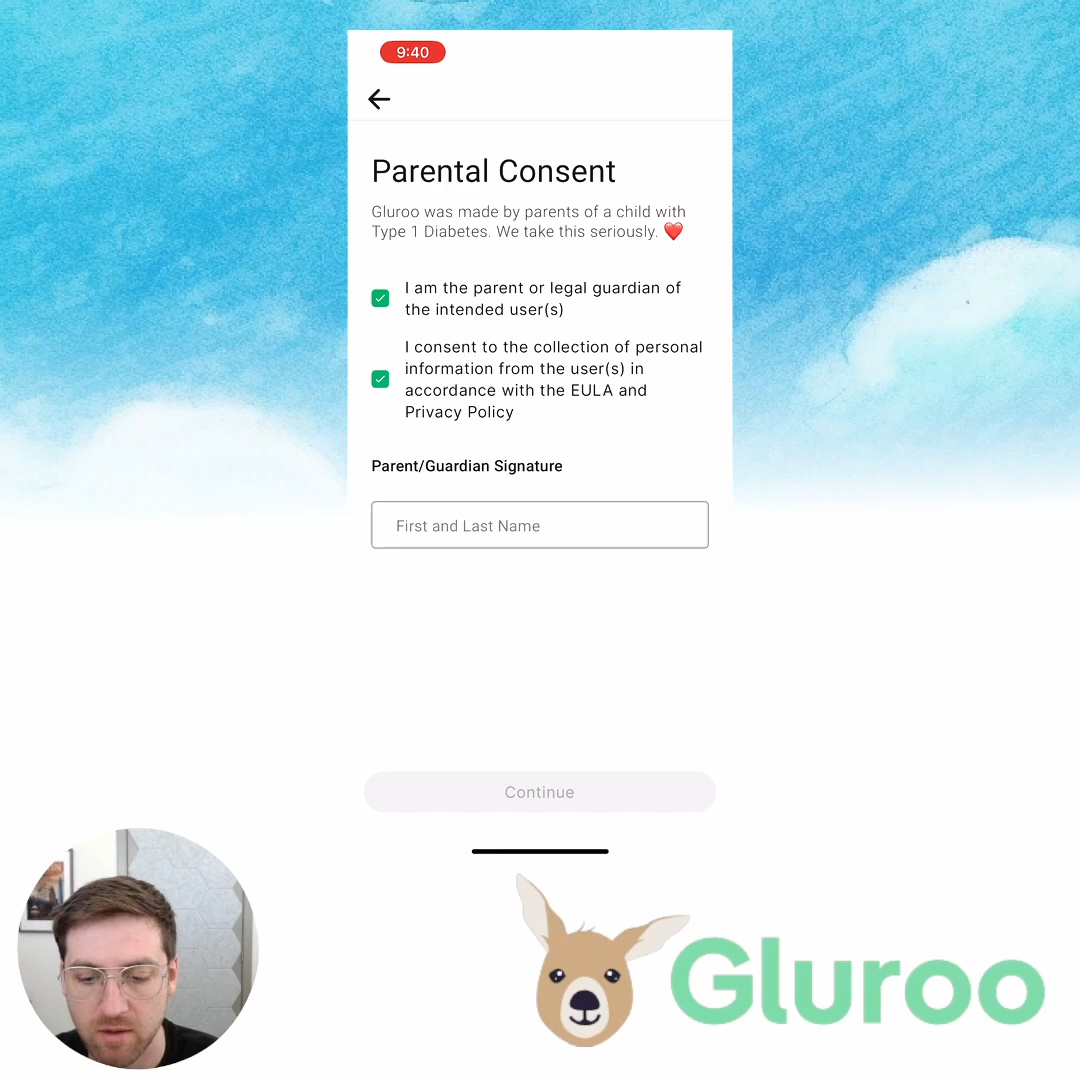 9:40
Parental Consent
Gluroo was made by parents of a child with
Type 1 Diabetes. We take this seriously. ❤️
I am the parent or legal guardian of
the intended user(s)
I consent to the collection of personal
information from the user(s) in
accordance with the EULA and
Privacy Policy
Parent/Guardian Signature
First and Last Name
Continue
Gluroo